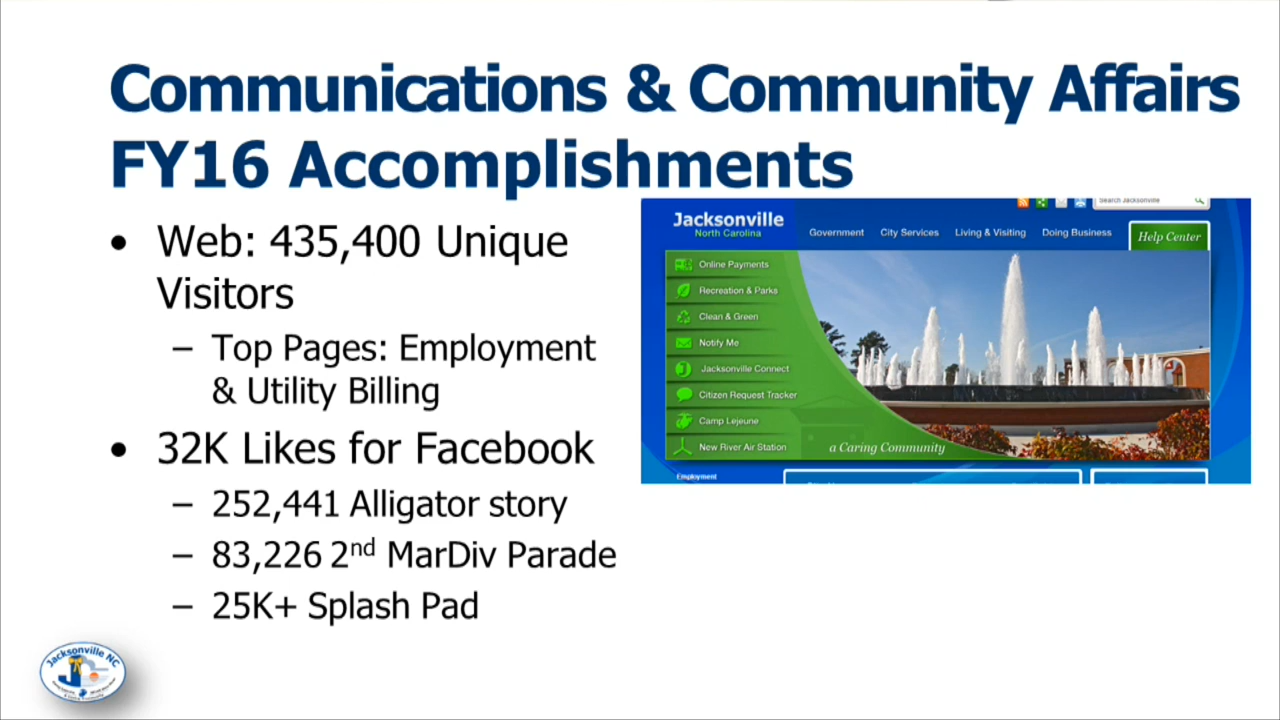 Communications & Community Affairs
FY16 Accomplishments
• Web: 435,400 Unique
Visitors
– Top Pages: Employment
& Utility Billing
• 32K Likes for Facebook
– 252,441 Alligator story
– 83,226 2nd MarDiv Parade
– 25K+ Splash Pad
Search Jacksonville
Jacksonville
North Carolina
Government City Services Living & Visiting Doing Business Help Center
Online Payments
Recreation & Parks
Clean & Green
Notify Me
Jacksonville Connect
Citizen Request Tracker
Camp Lejeune
New River Air Station
a Caring Community
Employment
Jacksonville NC